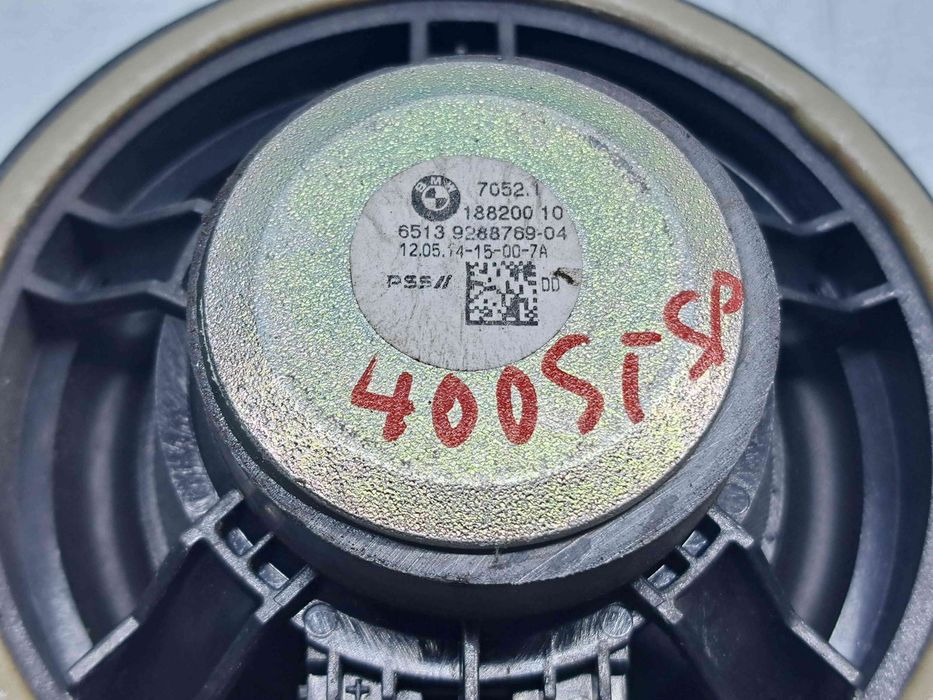 BMW
7052.1
18820010
6513 9288769-04
12.05.14-15-00-7A
PSS// DD
400Si-SP
+